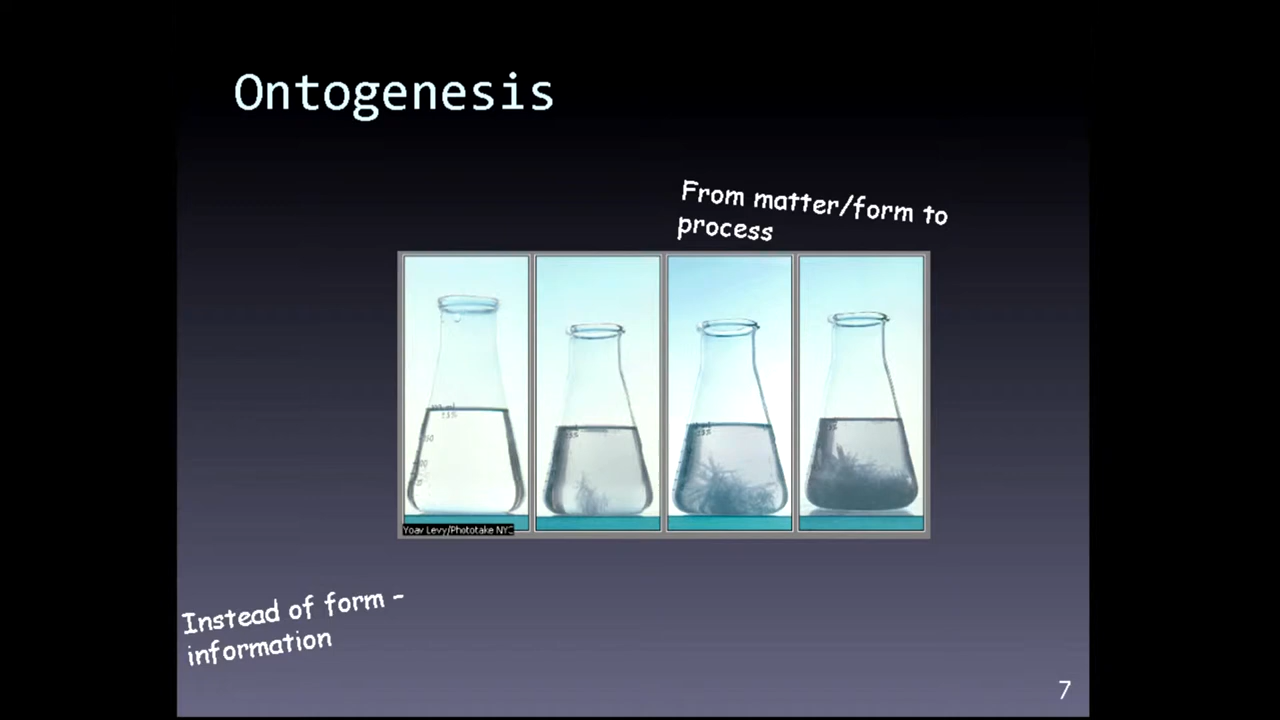 Ontogenesis
From matter/form to
process
Yoav Levy/Phototake NYC
Instead of form -
information
7